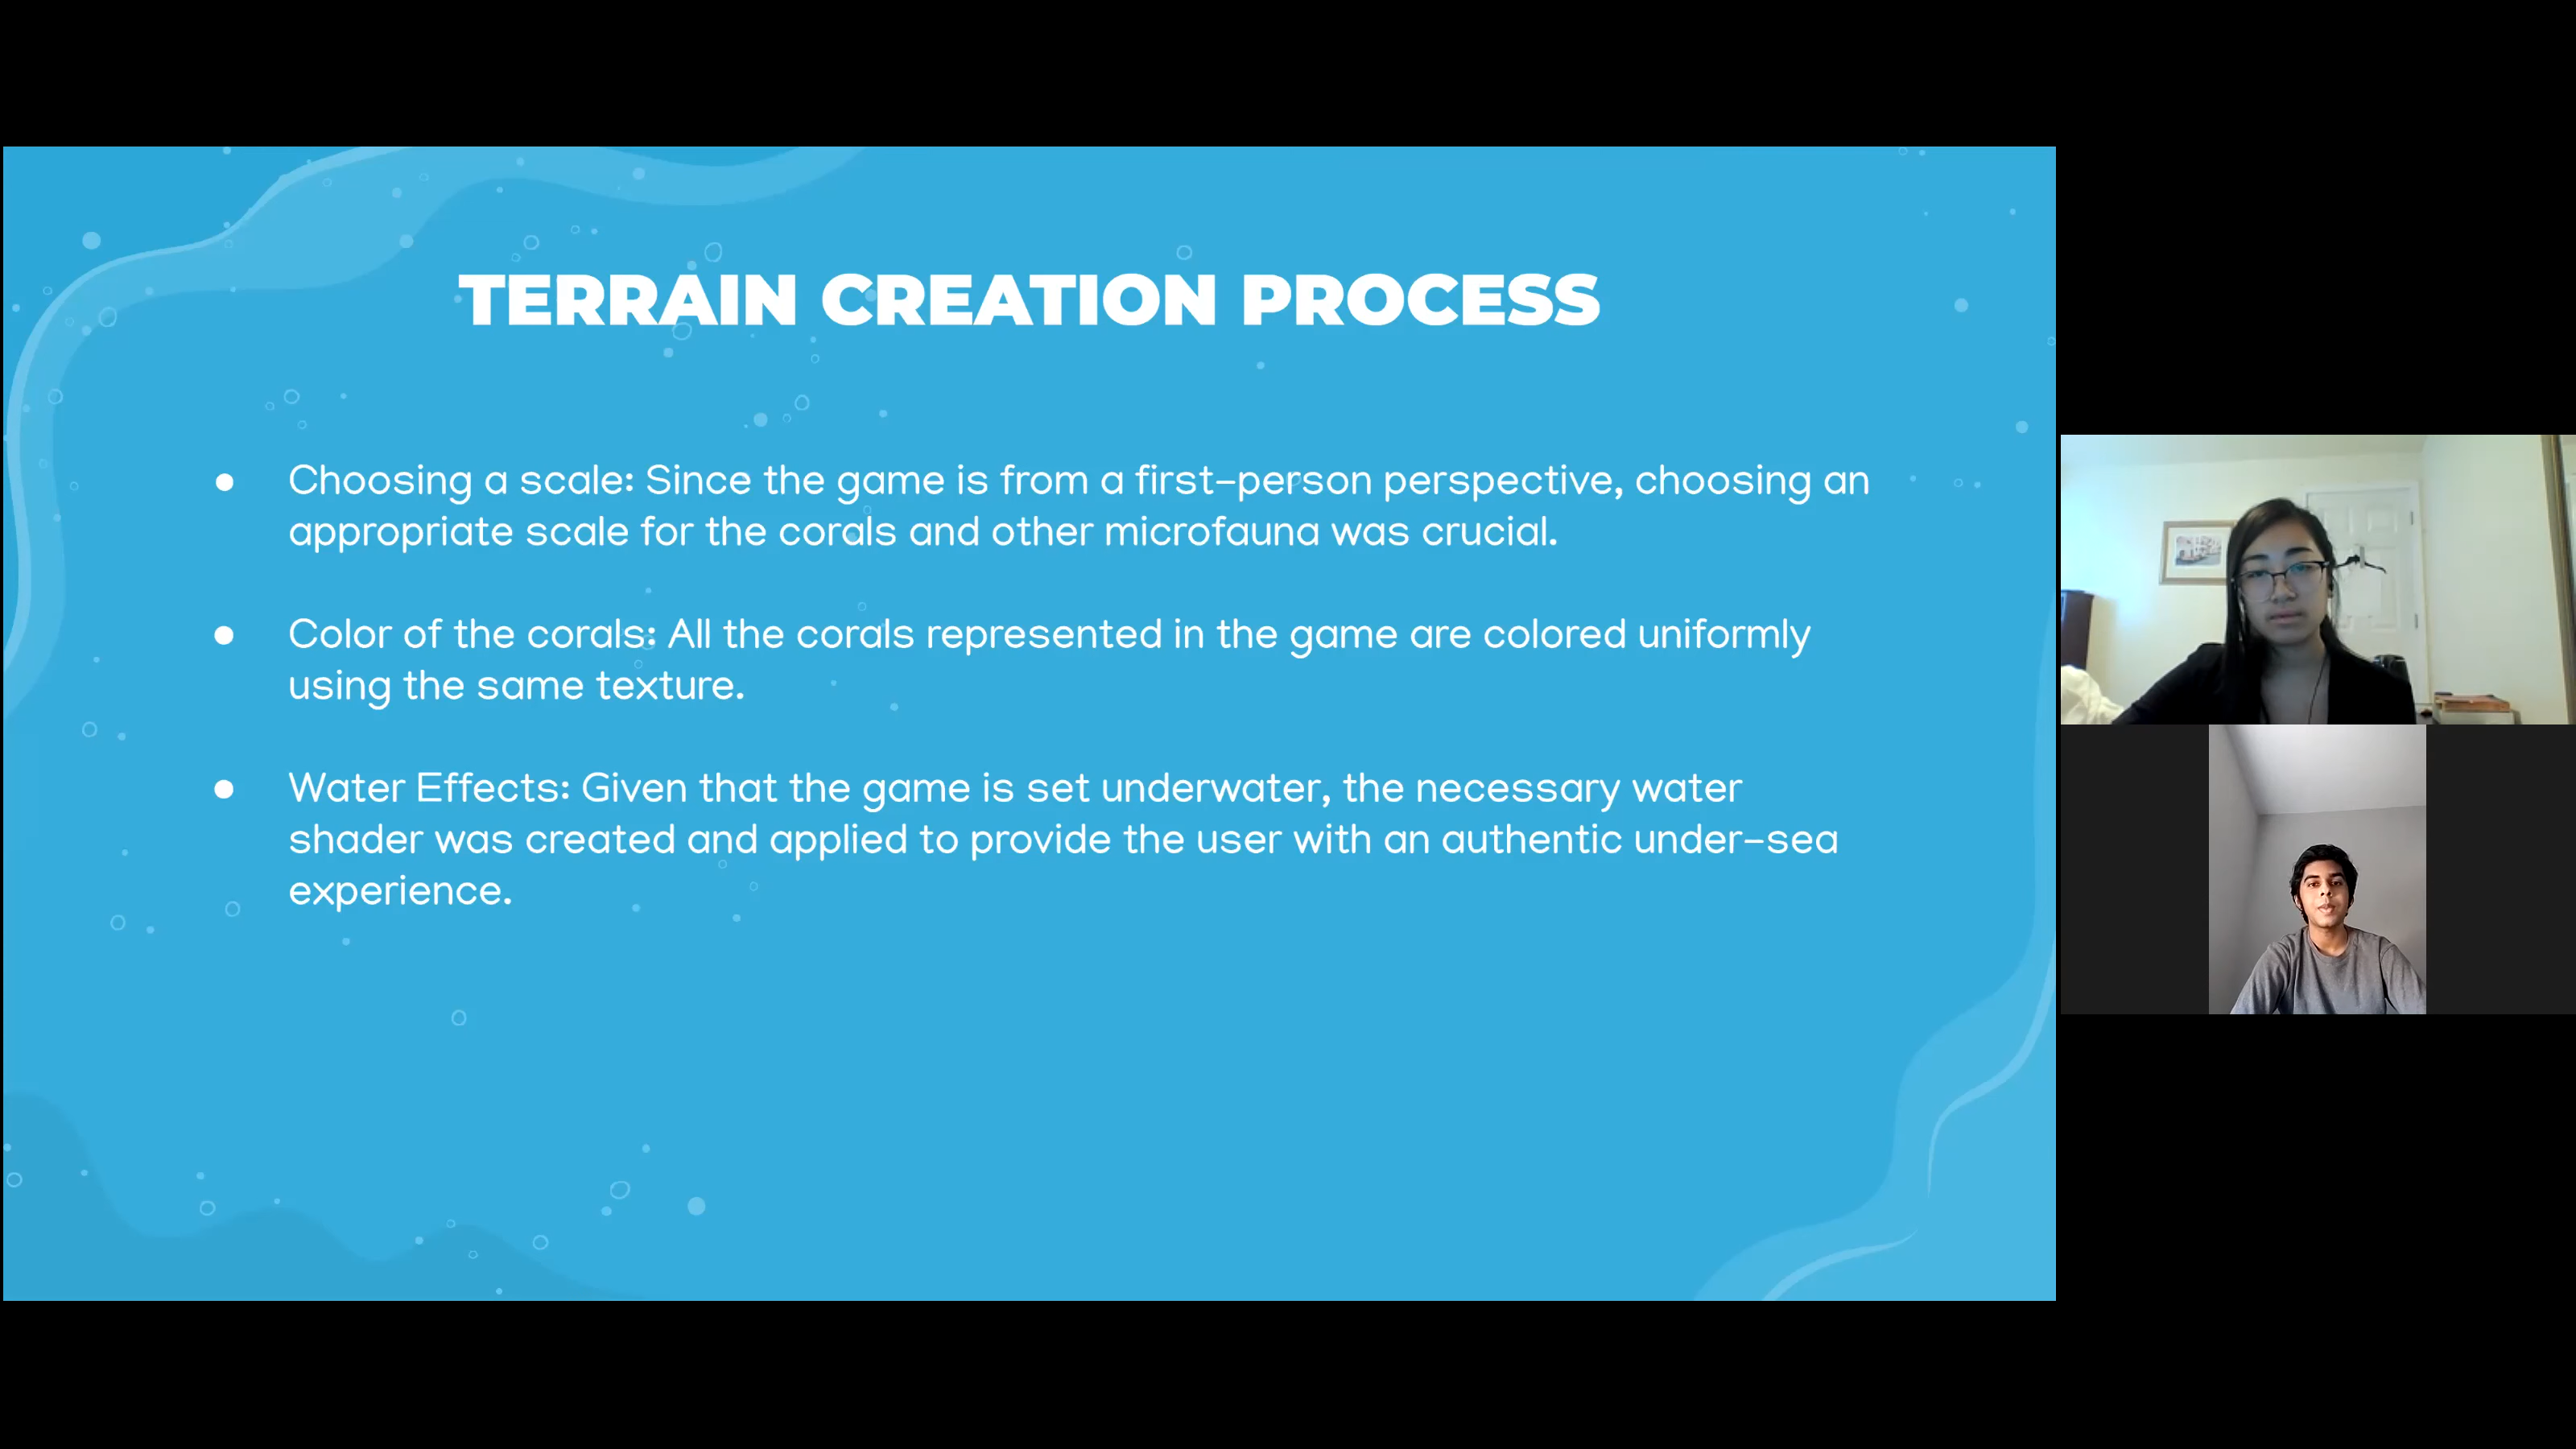 TERRAIN CREATION PROCESS
● Choosing a scale: Since the game is from a first-person perspective, choosing an
appropriate scale for the corals and other microfauna was crucial.
● Color of the corals: All the corals represented in the game are colored uniformly
using the same texture.
● Water Effects: Given that the game is set underwater, the necessary water
shader was created and applied to provide the user with an authentic under-sea
experience.